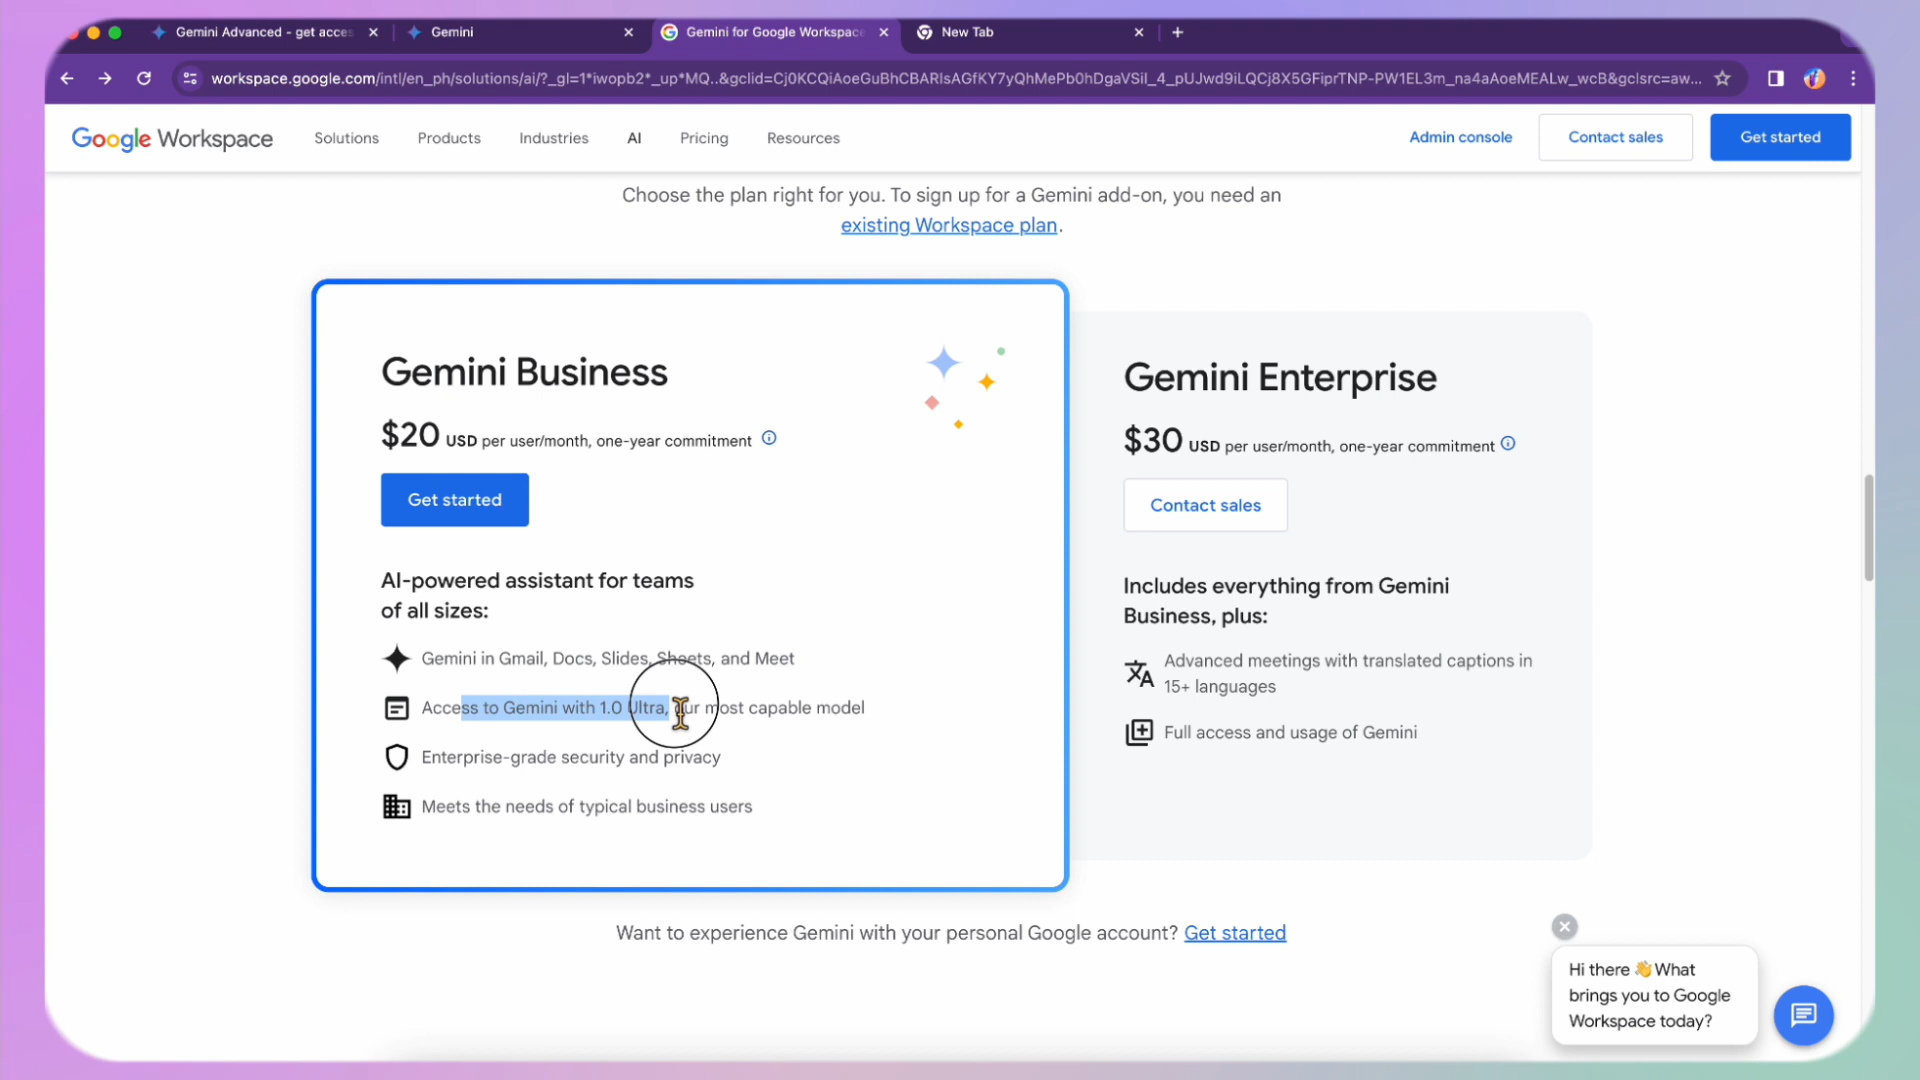 Gemini Advanced - get acces
Gemini
Gemini for Google Workspace
New Tab
workspace.google.com/intl/en_ph/solutions/ai/?_gl=1*iwopb2*_up*MQ..&gclid=Cj0KCQiAoeGuBhCBARIsAGfKY7yQhMePb0hDgaVSiI_4_pUJwd9iLQCj8X5GFiprTNP-PW1EL3m_na4aAoeMEALw_wcB&gclsrc=aw...
Google Workspace
Solutions
Products
Industries
AI
Pricing
Resources
Admin console
Contact sales
Get started
Choose the plan right for you. To sign up for a Gemini add-on, you need an
existing Workspace plan.
Gemini Business
$20 USD per user/month, one-year commitment
Get started
AI-powered assistant for teams
of all sizes:
Gemini in Gmail, Docs, Slides, Sheets, and Meet
Access to Gemini with 1.0 Ultra, our most capable model
Enterprise-grade security and privacy
Meets the needs of typical business users
Gemini Enterprise
$30 USD per user/month, one-year commitment
Contact sales
Includes everything from Gemini
Business, plus:
Advanced meetings with translated captions in
15+ languages
Full access and usage of Gemini
Want to experience Gemini with your personal Google account? Get started
Hi there 👋 What
brings you to Google
Workspace today?